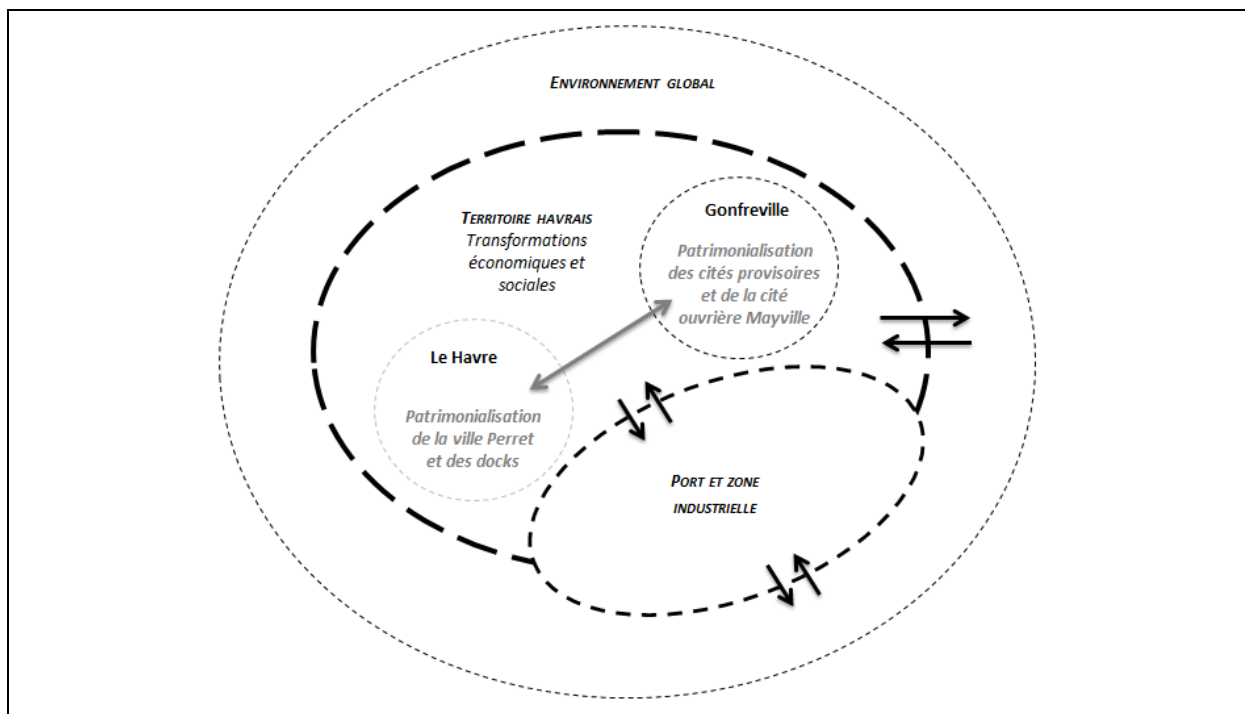 ENVIRONNEMENT GLOBAL
TERRITOIRE HAVRAIS
Transformations
économiques et
sociales
Gonfreville
Patrimonialisation
des cités provisoires
et de la cité
ouvrière Mayville
Le Havre
Patrimonialisation
de la ville Perret
et des docks
PORT ET ZONE
INDUSTRIELLE